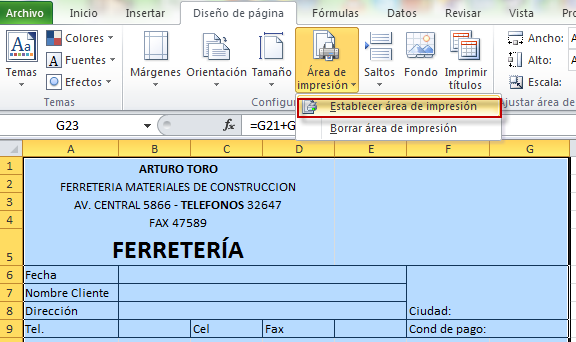 Archivo Inicio Insertar Diseño de página Fórmulas Datos Revisar Vista Program
Aa Colores Ancho:
A Fuentes Alto:
Efectos Escala:
Temas Márgenes Orientación Tamaño Área de impresión Saltos Fondo Imprimir títulos
Temas Configu ajustar área de
Establecer área de impresión
Borrar área de impresión
G23 fx =G21+G
A B C D E F G
1 ARTURO TORO
2 FERRETERIA MATERIALES DE CONSTRUCCION
3 AV. CENTRAL 5866 - TELEFONOS 32647
4 FAX 47589
5 FERRETERÍA
6 Fecha
7 Nombre Cliente
8 Dirección Ciudad:
9 Tel. Cel Fax Cond de pago: